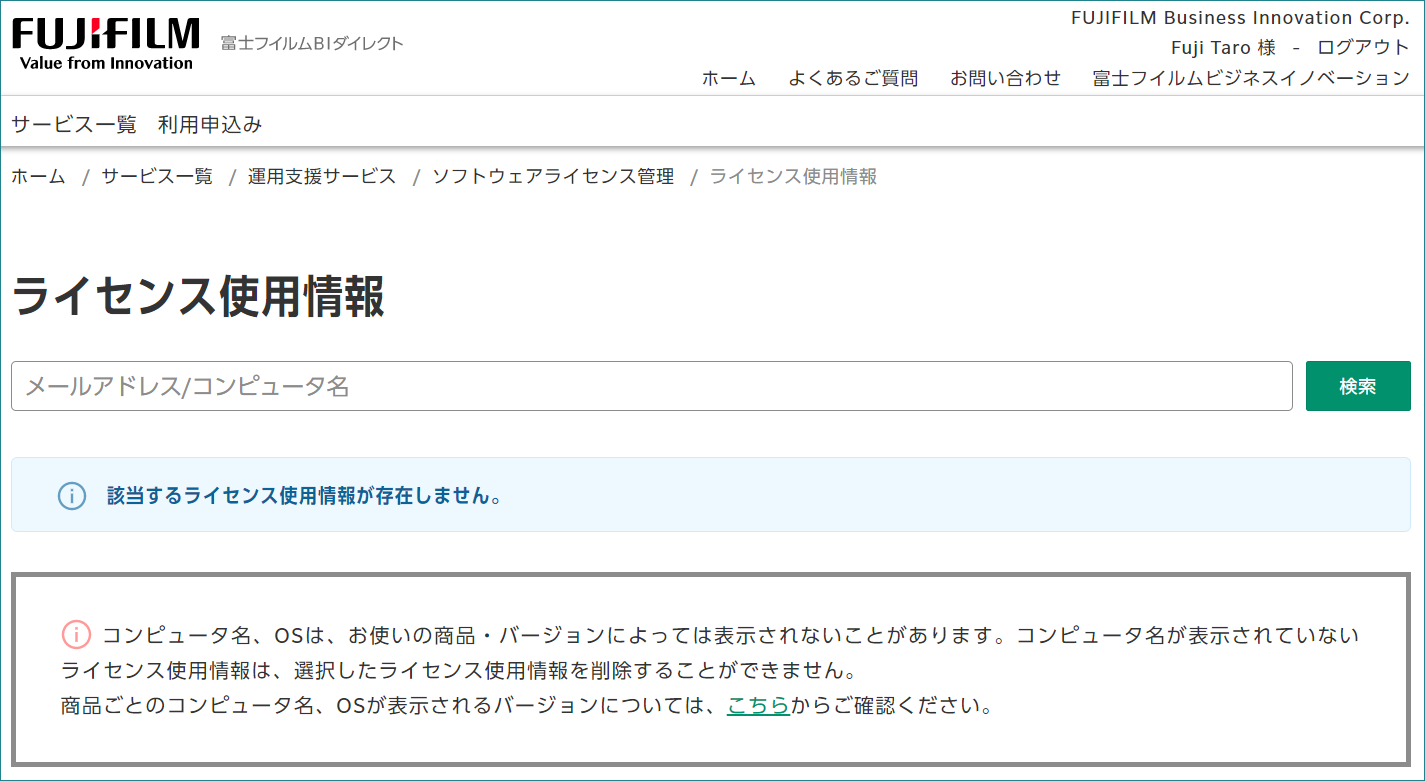 FUJIFILM
Value from Innovation
富士フイルムBIダイレクト
FUJIFILM Business Innovation Corp.
Fuji Taro 様 - ログアウト
ホーム よくあるご質問 お問い合わせ 富士フイルムビジネスイノベーション
サービス一覧 利用申込み
ホーム / サービス一覧 / 運用支援サービス / ソフトウェアライセンス管理 / ライセンス使用情報
ライセンス使用情報
メールアドレス/コンピュータ名
検索
該当するライセンス使用情報が存在しません。
コンピュータ名、OSは、お使いの商品・バージョンによっては表示されないことがあります。コンピュータ名が表示されていない
ライセンス使用情報は、選択したライセンス使用情報を削除することができません。
商品ごとのコンピュータ名、OSが表示されるバージョンについては、こちらからご確認ください。